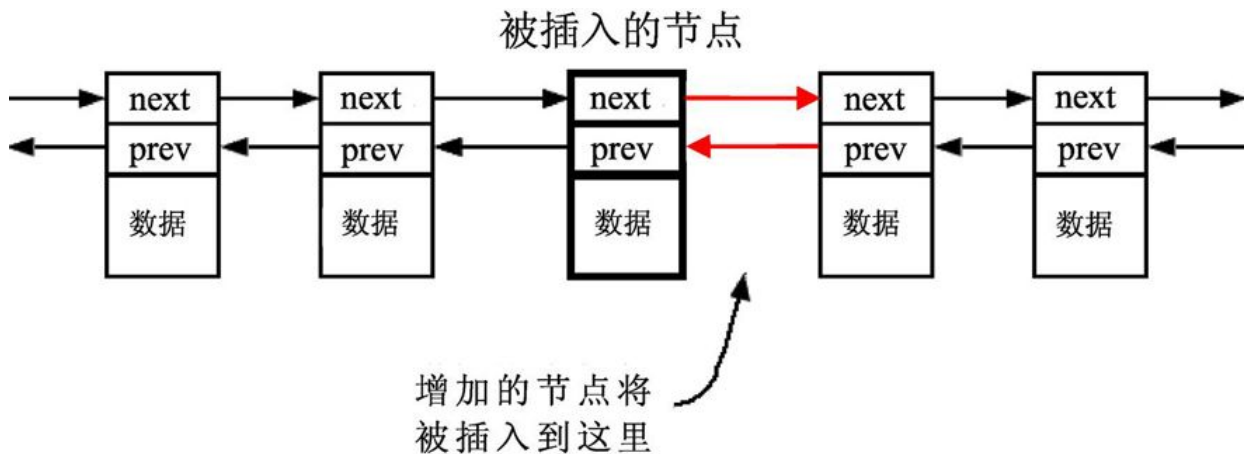 被插入的节点
next next next next next
prev prev prev prev prev
数据 数据 数据 数据 数据
增加的节点将
被插入到这里